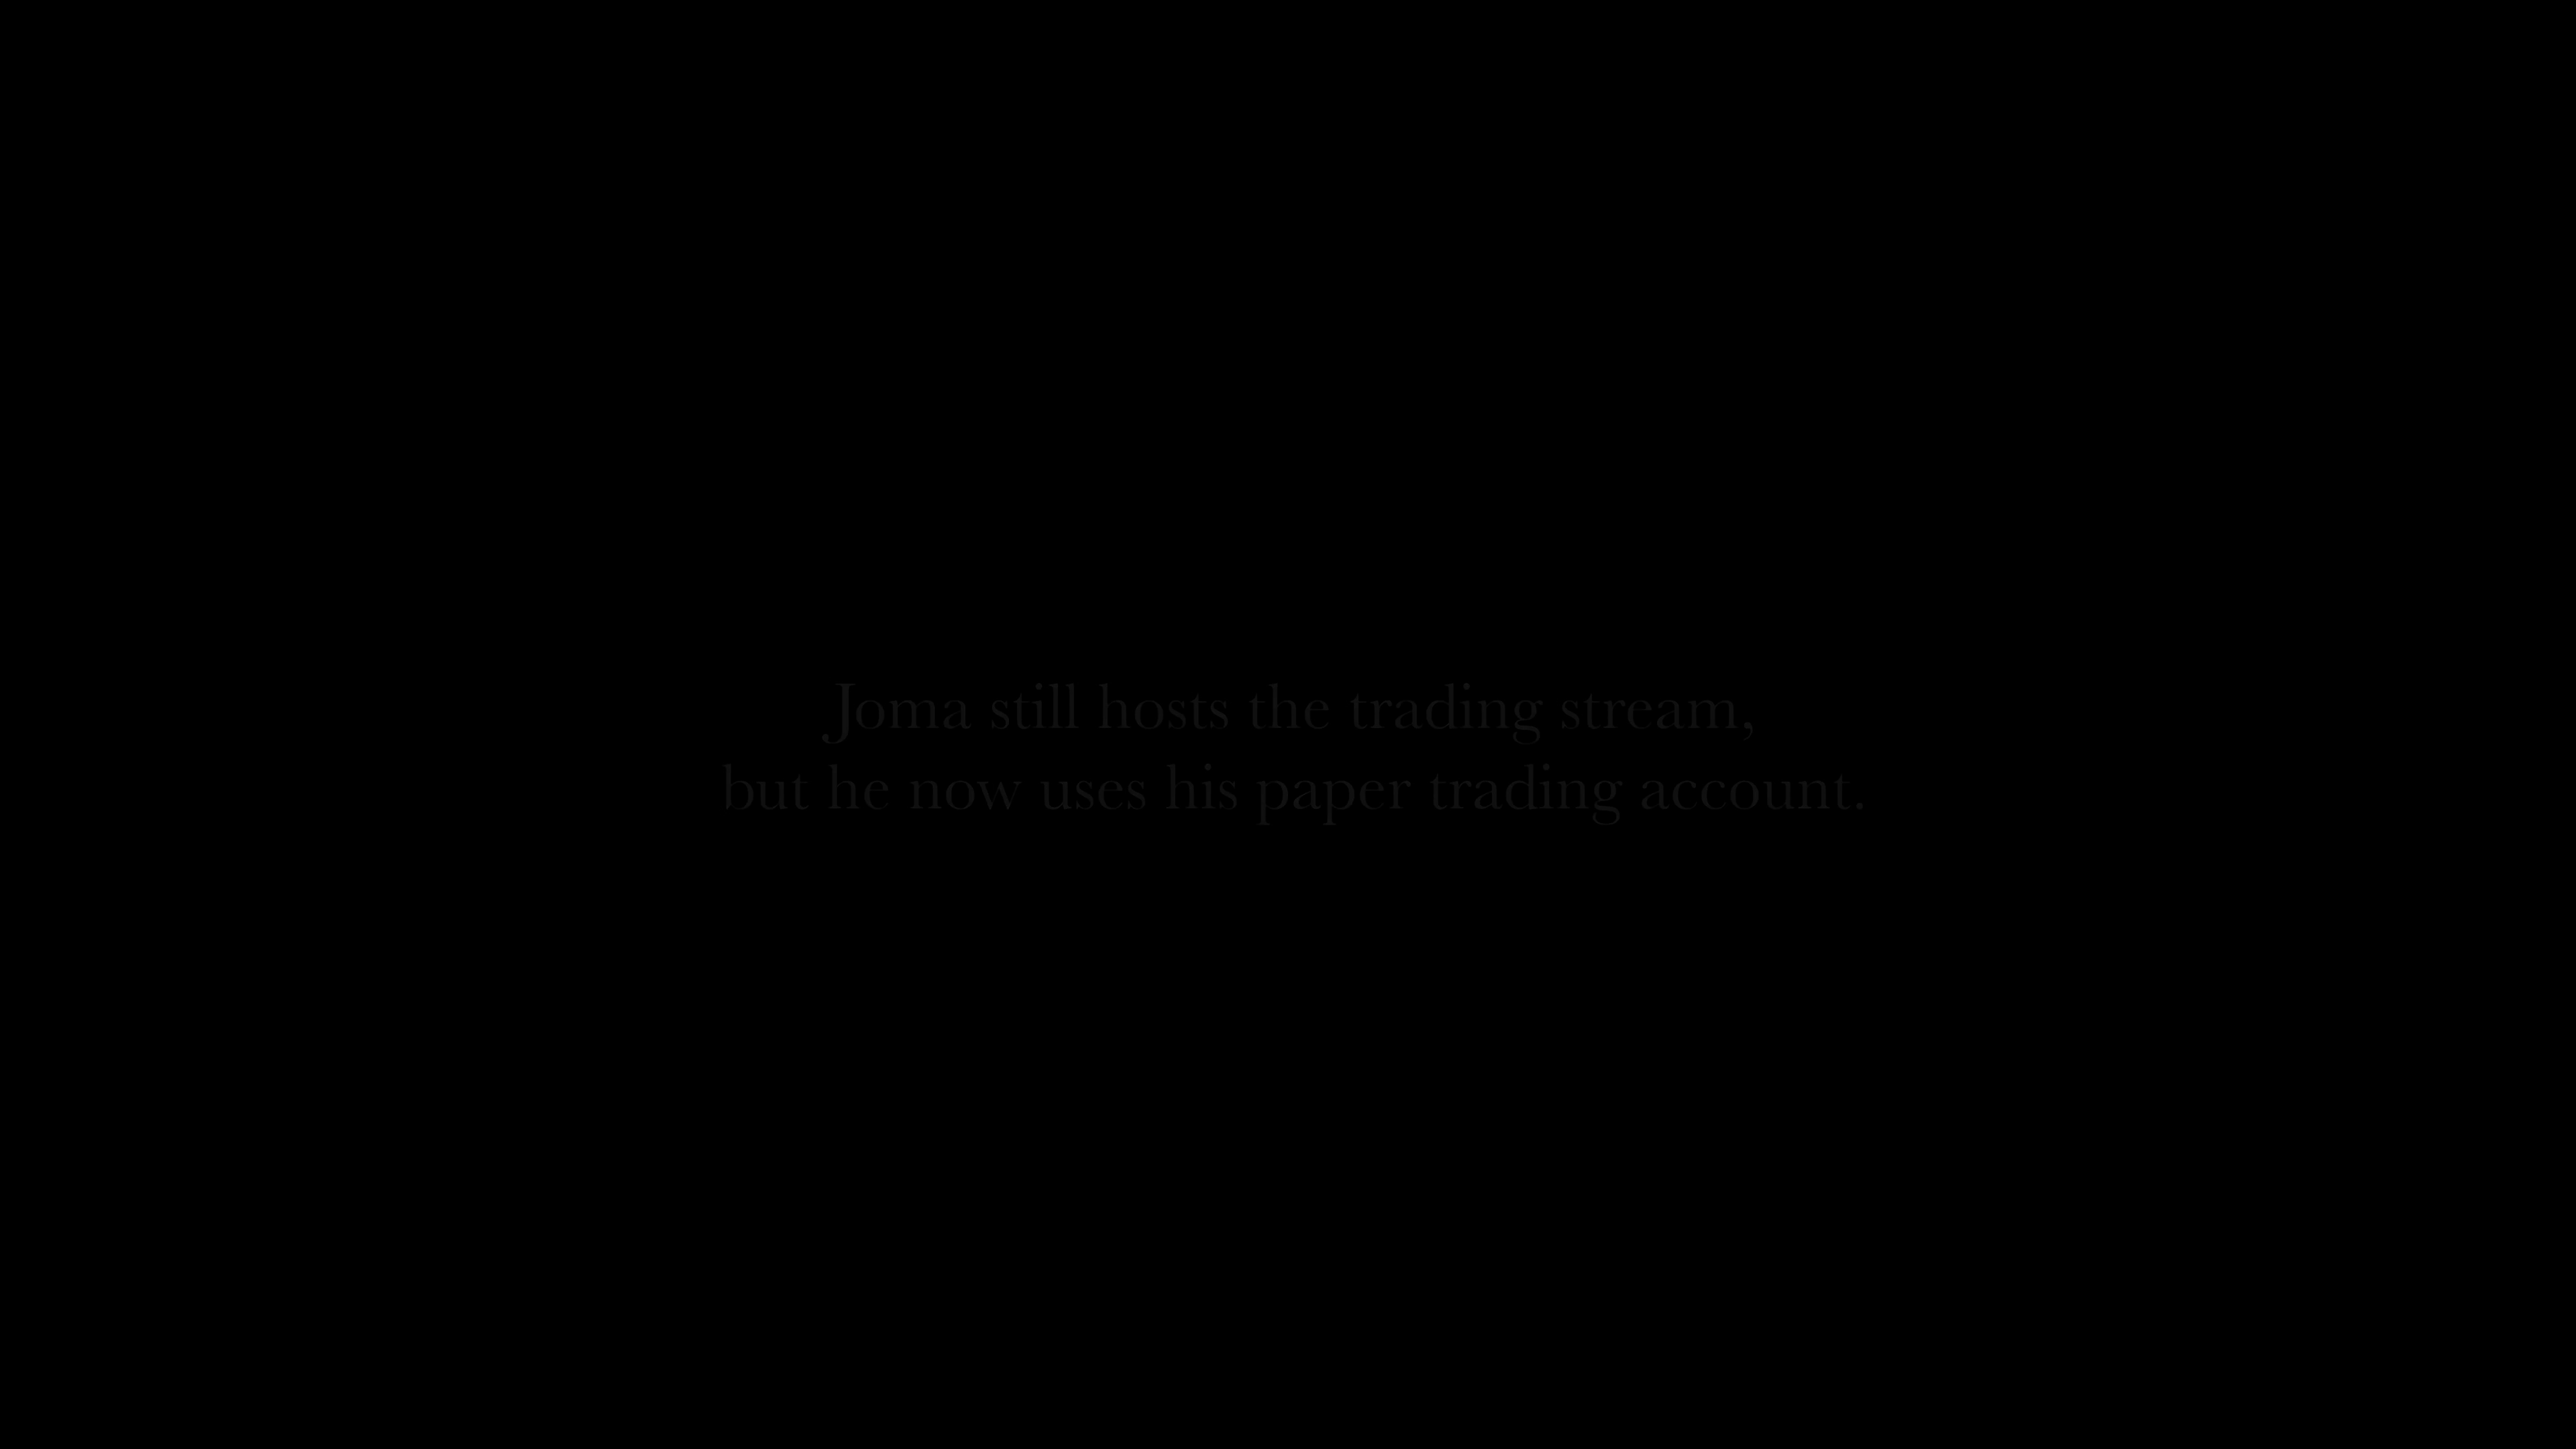 Joma still hosts the trading stream,
but he now uses his paper trading account.